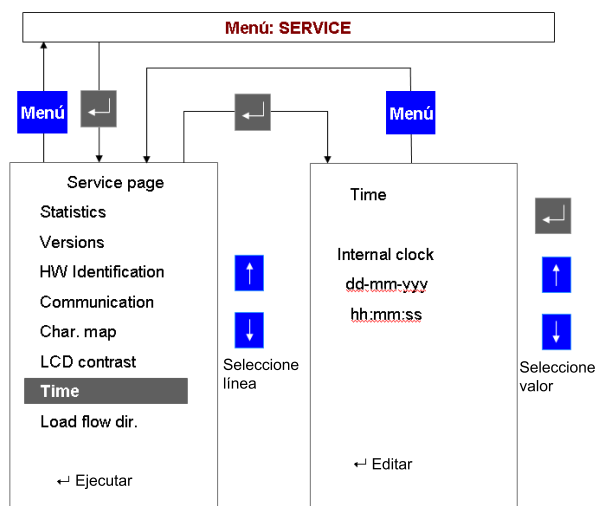 Menú: SERVICE
Menú
Menú
Service page
Statistics
Versions
HW Identification
Communication
Char. map
LCD contrast
Time
Load flow dir.
↵ Ejecutar
Seleccione
línea
Time
Internal clock
dd-mm-yyy
hh:mm:ss
↵ Editar
Seleccione
valor